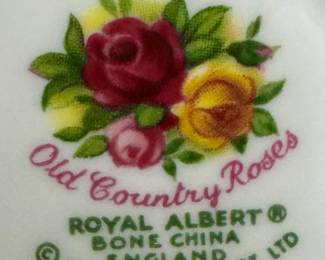 Old Country Roses
ROYAL ALBERT®
BONE CHINA
ENGLAND
©
LTD